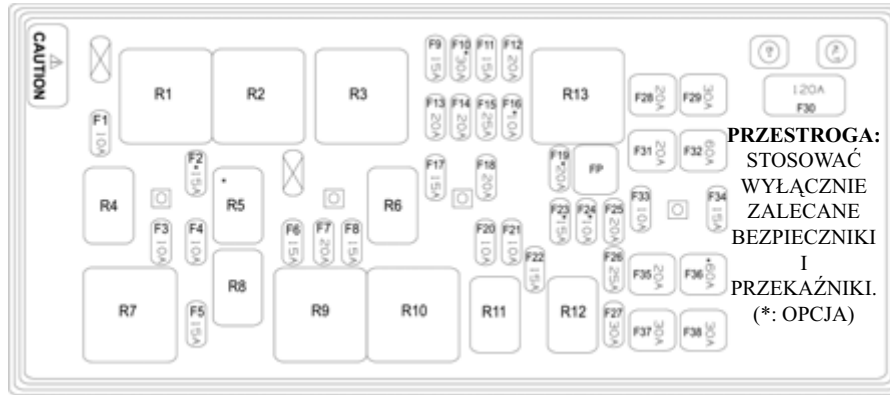 CAUTION
F1 10A
R1
R2
R3
F9 15A
F10 *30A
F11 15A
F12 20A
F13 20A
F14 20A
F15 25A
F16 *10A
R13
F28 20A
F29 30A
120A
F30
F31 20A
F32 60A
PRZESTROGA:
STOSOWAĆ
WYŁĄCZNIE
ZALECANE
BEZPIECZNIKI
I
PRZEKAŹNIKI.
(*: OPCJA)
R4
F2 *15A
* R5
R6
F17 15A
F18 20A
F19 *20A
FP
F33 10A
F34 15A
F3 10A
F4 10A
F6 15A
F7 20A
F8 15A
F20 10A
F21 10A
F22 15A
F23 *15A
F24 *10A
F25 20A
F26 25A
F35 20A
F36 *60A
R7
R8
F5 15A
R9
R10
R11
R12
F27 30A
F37 30A
F38 30A